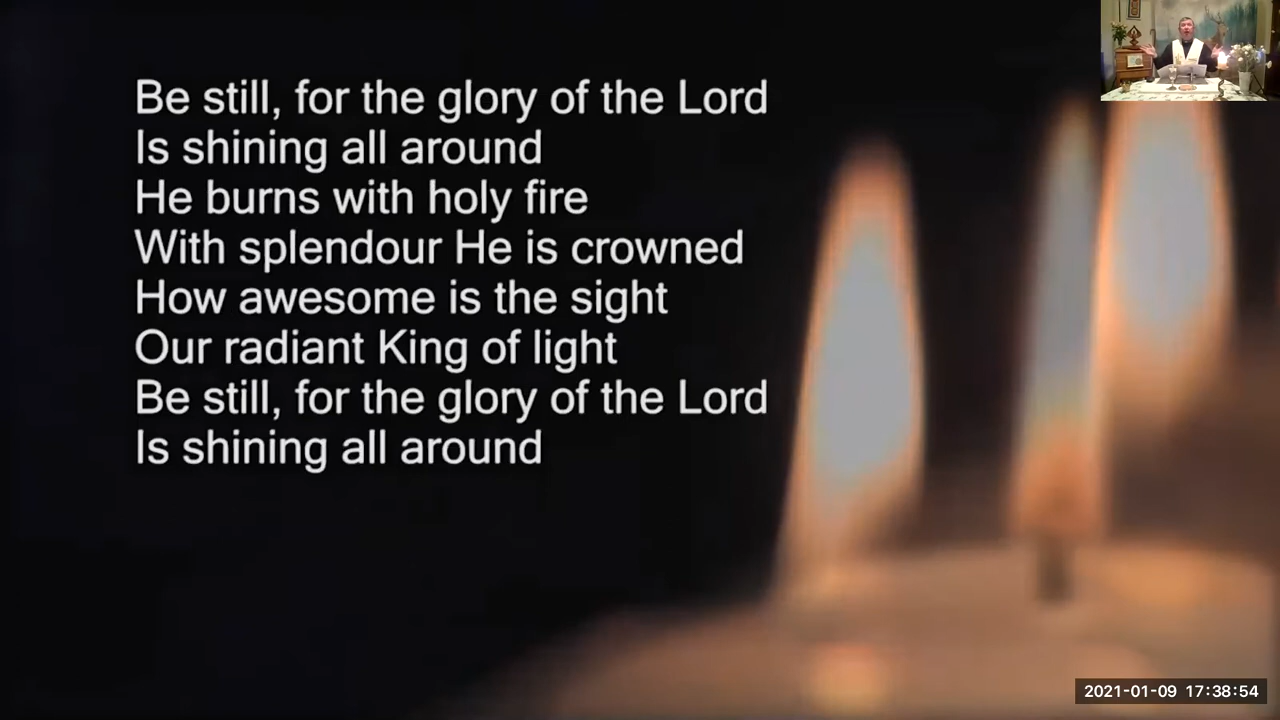 Be still, for the glory of the Lord
Is shining all around
He burns with holy fire
With splendour He is crowned
How awesome is the sight
Our radiant King of light
Be still, for the glory of the Lord
Is shining all around
2021-01-09 17:38:54